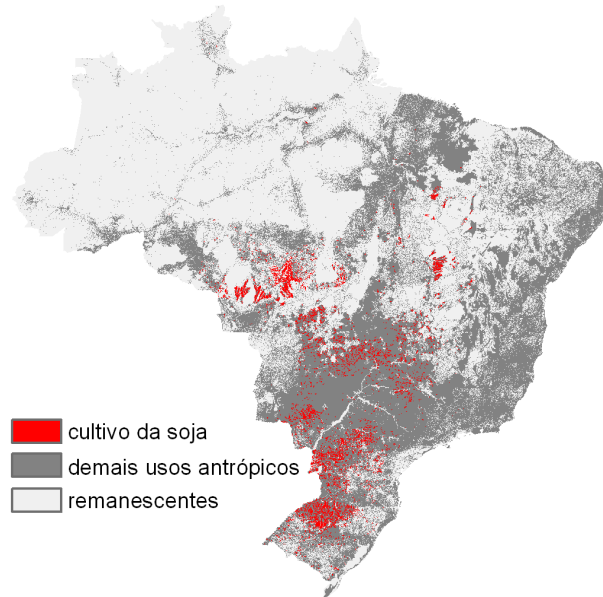 cultivo da soja
demais usos antrópicos
remanescentes